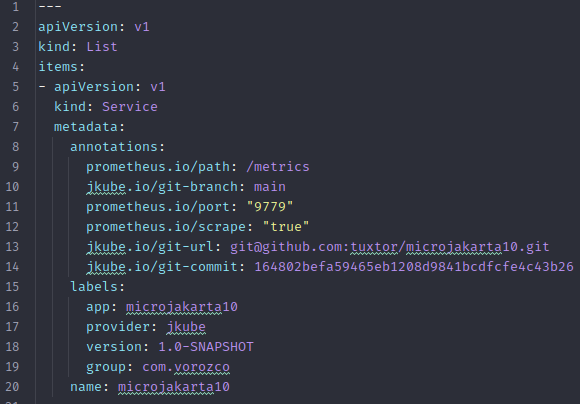 1 ---
2 apiVersion: v1
3 kind: List
4 items:
5 - apiVersion: v1
6   kind: Service
7   metadata:
8     annotations:
9       prometheus.io/path: /metrics
10       jkube.io/git-branch: main
11       prometheus.io/port: "9779"
12       prometheus.io/scrape: "true"
13       jkube.io/git-url: git@github.com:tuxtor/microjakarta10.git
14       jkube.io/git-commit: 164802befa59465eb1208d9841bcdfcfe4c43b26
15     labels:
16       app: microjakarta10
17       provider: jkube
18       version: 1.0-SNAPSHOT
19       group: com.vorozco
20     name: microjakarta10